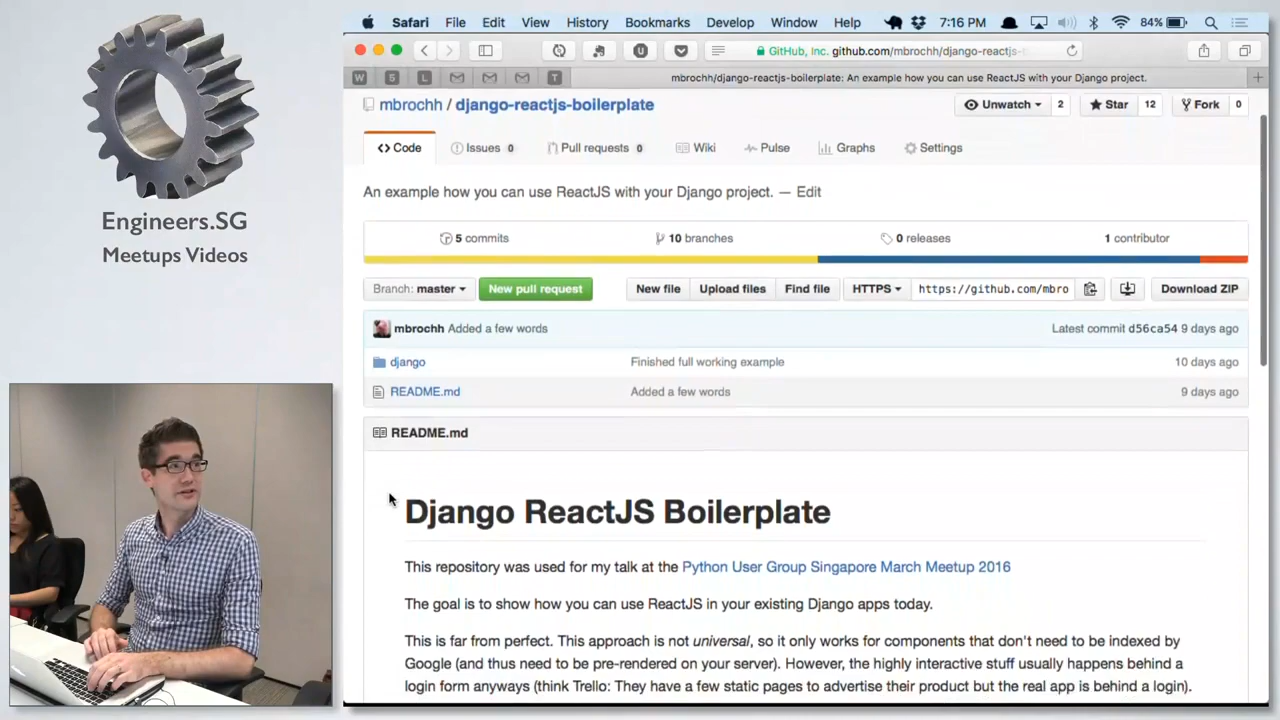 Engineers.SG
Meetups Videos
Safari File Edit View History Bookmarks Develop Window Help 7:16 PM 84%
GitHub, Inc. github.com/mbrochh/django-reactjs-
W 5 L T mbrochh/django-reactjs-boilerplate: An example how you can use ReactJS with your Django project.
mbrochh / django-reactjs-boilerplate Unwatch 2 Star 12 Fork 0
Code Issues 0 Pull requests 0 Wiki Pulse Graphs Settings
An example how you can use ReactJS with your Django project. — Edit
5 commits 10 branches 0 releases 1 contributor
Branch: master New pull request New file Upload files Find file HTTPS https://github.com/mbro Download ZIP
mbrochh Added a few words Latest commit d56ca54 9 days ago
django Finished full working example 10 days ago
README.md Added a few words 9 days ago
README.md
Django ReactJS Boilerplate
This repository was used for my talk at the Python User Group Singapore March Meetup 2016
The goal is to show how you can use ReactJS in your existing Django apps today.
This is far from perfect. This approach is not universal, so it only works for components that don't need to be indexed by
Google (and thus need to be pre-rendered on your server). However, the highly interactive stuff usually happens behind a
login form anyways (think Trello: They have a few static pages to advertise their product but the real app is behind a login).